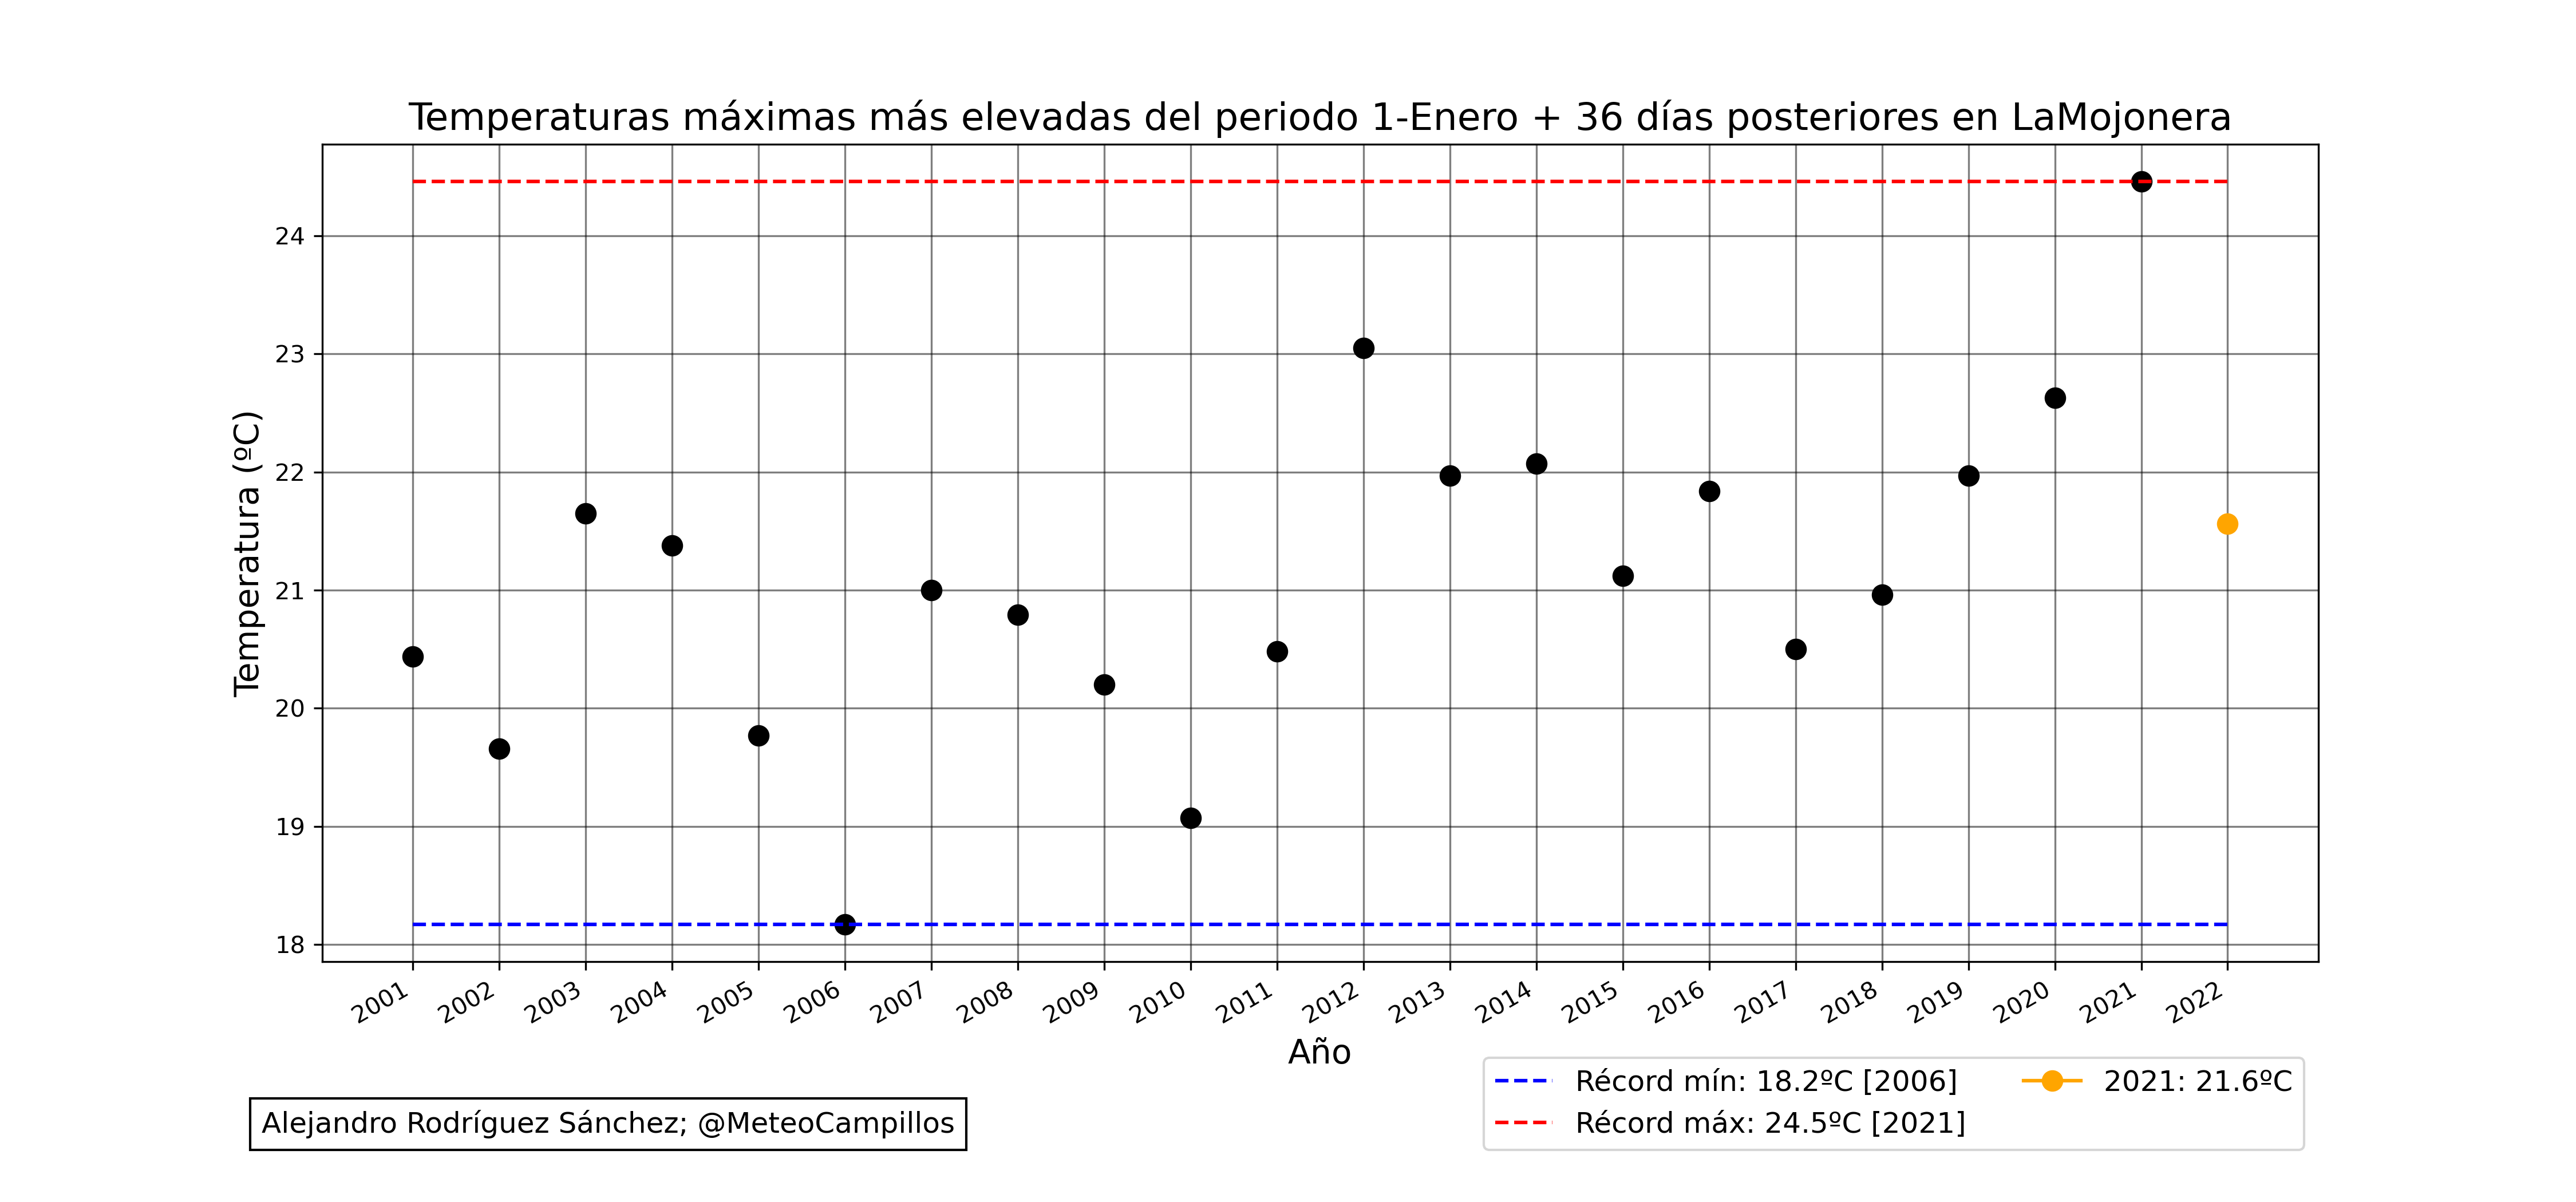 Temperaturas máximas más elevadas del periodo 1-Enero + 36 días posteriores en LaMojonera
Temperatura (ºC)
24
23
22
21
20
19
18
2001 2002 2003 2004 2005 2006 2007 2008 2009 2010 2011 2012 2013 2014 2015 2016 2017 2018 2019 2020 2021 2022
Año
Récord mín: 18.2ºC [2006]
Récord máx: 24.5ºC [2021]
2021: 21.6ºC
Alejandro Rodríguez Sánchez; @MeteoCampillos